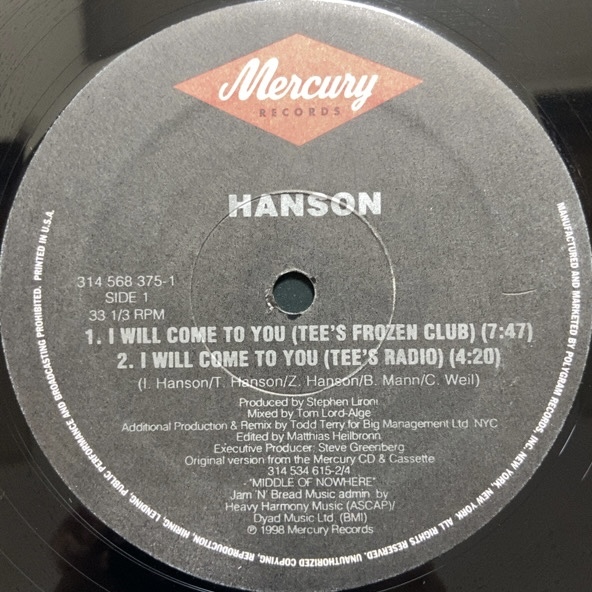 Mercury
RECORDS
HANSON
314 568 375-1
SIDE 1
33 1/3 RPM
1. I WILL COME TO YOU (TEE'S FROZEN CLUB) (7:47)
2. I WILL COME TO YOU (TEE'S RADIO) (4:20)
(I. Hanson/T. Hanson/Z. Hanson/B. Mann/C. Weil)
Produced by Stephen Lironi
Mixed by Tom Lord-Alge
Additional Production & Remix by Todd Terry for Big Management Ltd. NYC
Edited by Matthias Heilbronn
Executive Producer: Steve Greenberg
Original version from the Mercury CD & Cassette
314 534 615-2/4
- "MIDDLE OF NOWHERE"
Jam 'N' Bread Music admin. by
Heavy Harmony Music (ASCAP)/
Dyad Music Ltd. (BMI)
℗ 1998 Mercury Records
MANUFACTURED AND MARKETED BY POLYGRAM RECORDS, INC. NEW YORK, NEW YORK. ALL RIGHTS RESERVED. UNAUTHORIZED COPYING, REPRODUCTION, HIRING, LENDING, PUBLIC PERFORMANCE AND BROADCASTING PROHIBITED. PRINTED IN U.S.A.